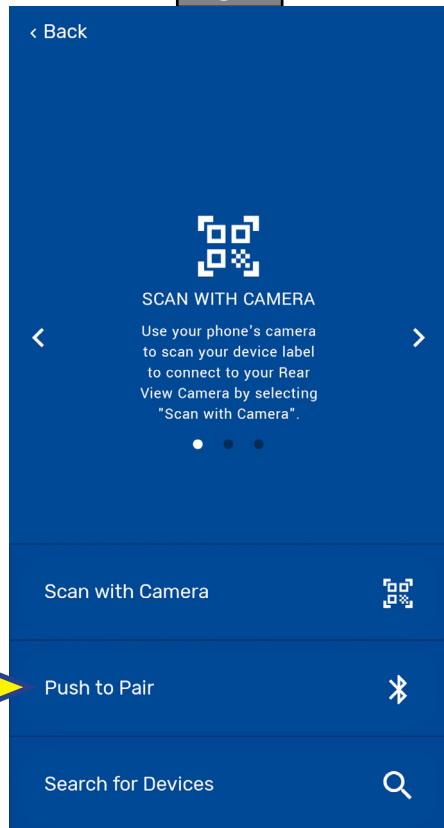 ‹ Back
SCAN WITH CAMERA
Use your phone's camera
to scan your device label
to connect to your Rear
View Camera by selecting
"Scan with Camera".
Scan with Camera
Push to Pair
Search for Devices